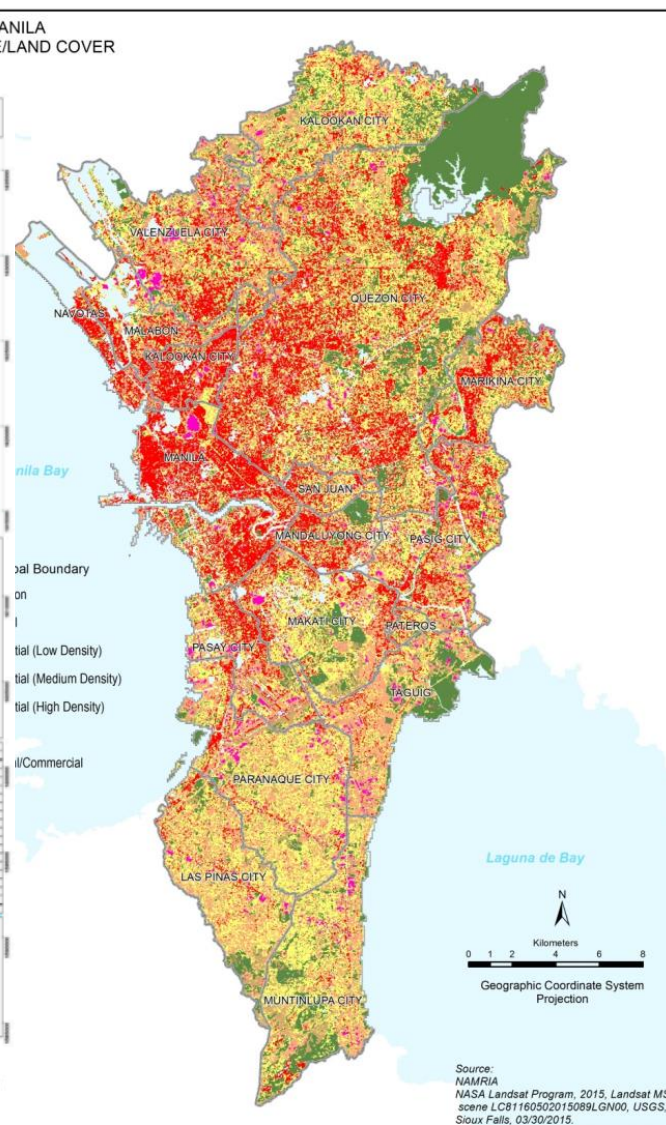 ANILA
E/LAND COVER
KALOOKAN CITY
VALENZUELA CITY
QUEZON CITY
NAVOTAS
MALABON
KALOOKAN CITY
MARIKINA CITY
MANILA
nila Bay
SAN JUAN
MANDALUYONG CITY
PASIG CITY
pal Boundary
on
l
MAKATI CITY
PATEROS
PASAY CITY
tial (Low Density)
tial (Medium Density)
TAGUIG
tial (High Density)
al/Commercial
PARANAQUE CITY
Laguna de Bay
LAS PINAS CITY
N
Kilometers
0 1 2 4 6 8
Geographic Coordinate System
Projection
MUNTINLUPA CITY
Source:
NAMRIA
NASA Landsat Program, 2015, Landsat MS
scene LC81160502015089LGN00, USGS,
Sioux Falls, 03/30/2015.